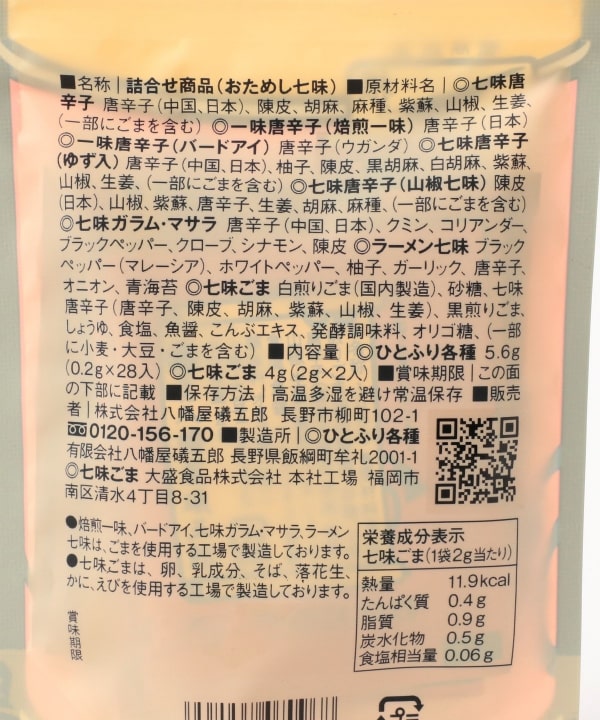 ■名称|詰合せ商品(おためし七味) ■原材料名|◎七味唐
辛子 唐辛子(中国、日本)、陳皮、胡麻、麻種、紫蘇、山椒、生姜、
(一部にごまを含む) ◎一味唐辛子(焙煎一味) 唐辛子(日本)
◎一味唐辛子(バードアイ) 唐辛子(ウガンダ) ◎七味唐辛子
(ゆず入) 唐辛子(中国、日本)、柚子、陳皮、黒胡麻、白胡麻、紫蘇、
山椒、生姜、(一部にごまを含む) ◎七味唐辛子(山椒七味) 陳皮
(日本)、山椒、紫蘇、唐辛子、生姜、胡麻、麻種、(一部にごまを含む)
◎七味ガラム・マサラ 唐辛子(中国、日本)、クミン、コリアンダー、
ブラックペッパー、クローブ、シナモン、陳皮 ◎ラーメン七味 ブラック
ペッパー(マレーシア)、ホワイトペッパー、柚子、ガーリック、唐辛子、
オニオン、青海苔 ◎七味ごま 白煎りごま(国内製造)、砂糖、七味
唐辛子(唐辛子、陳皮、胡麻、紫蘇、山椒、生姜)、黒煎りごま、
しょうゆ、食塩、魚醤、こんぶエキス、発酵調味料、オリゴ糖、(一部
に小麦・大豆・ごまを含む) ■内容量|◎ひとふり各種 5.6g
(0.2g×28入) ◎七味ごま 4g(2g×2入) ■賞味期限|この面
の下部に記載 ■保存方法|高温多湿を避け常温保存 ■販売
者|株式会社八幡屋礒五郎 長野市柳町102-1
0120-156-170 ■製造所|◎ひとふり各種
有限会社八幡屋礒五郎 長野県飯綱町牟礼2001-1
◎七味ごま 大盛食品株式会社 本社工場 福岡市
南区清水4丁目8-31
●焙煎一味、バードアイ、七味ガラム・マサラ、ラーメン
七味は、ごまを使用する工場で製造しております。
●七味ごまは、卵、乳成分、そば、落花生、
かに、えびを使用する工場で製造しております。
賞味期限
栄養成分表示
七味ごま(1袋2g当たり)
熱量 11.9kcal
たんぱく質 0.4g
脂質 0.9g
炭水化物 0.5g
食塩相当量 0.06g
プラ